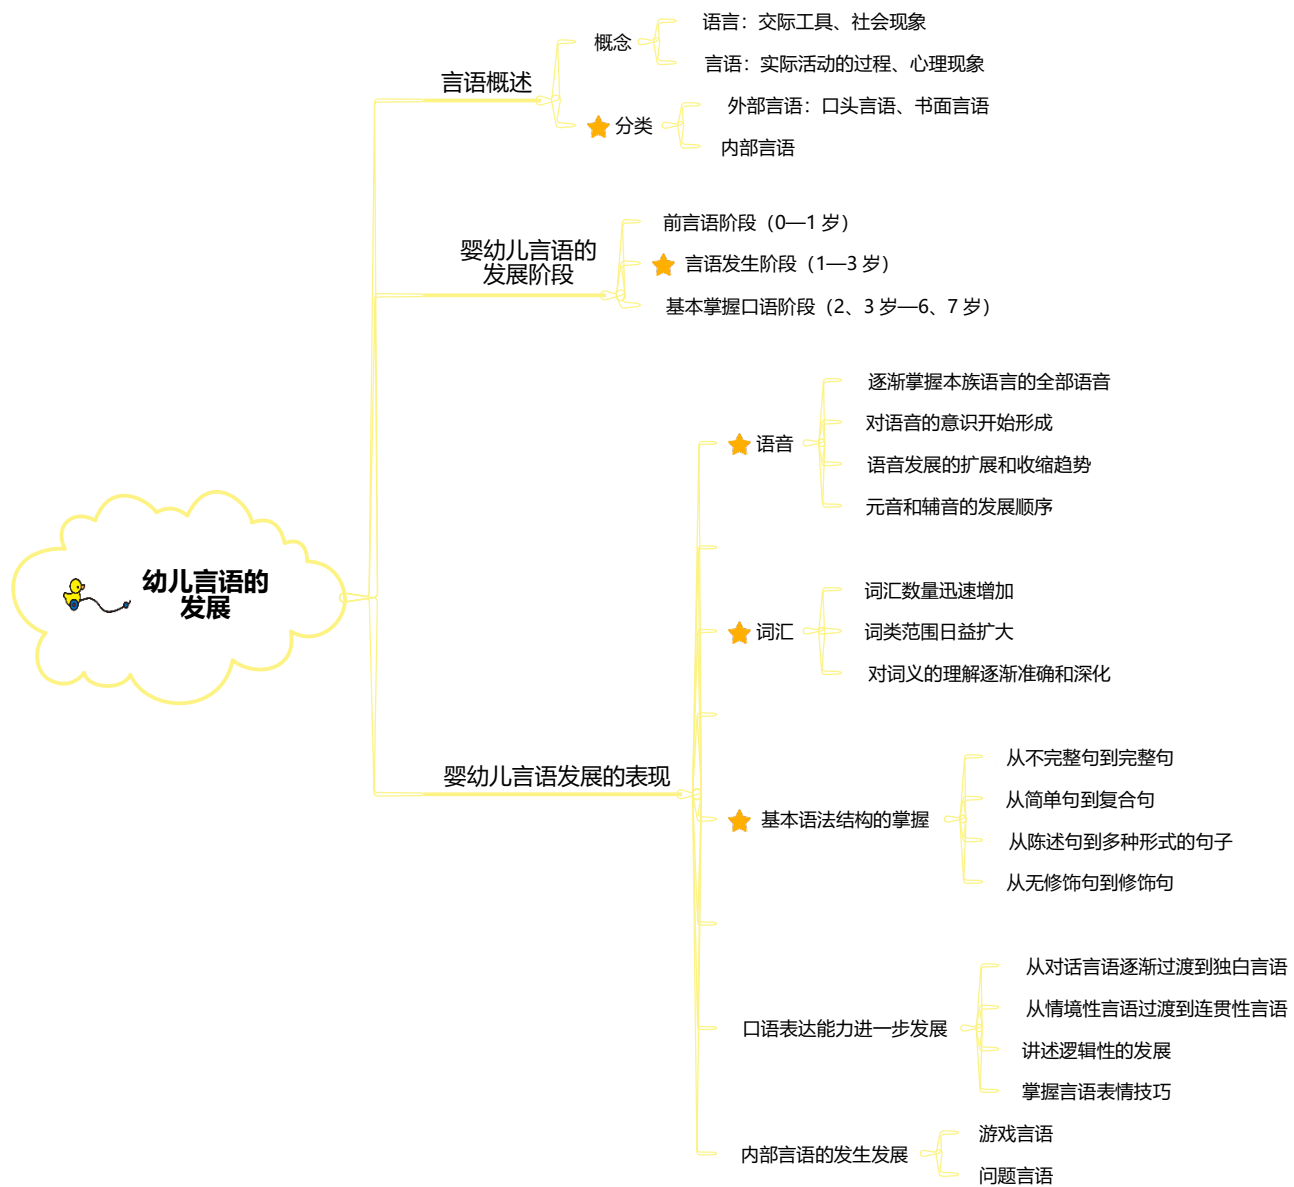 幼儿言语的
发展
言语概述
概念
语言：交际工具、社会现象
言语：实际活动的过程、心理现象
分类
外部言语：口头言语、书面言语
内部言语
婴幼儿言语的
发展阶段
前言语阶段（0—1 岁）
言语发生阶段（1—3 岁）
基本掌握口语阶段（2、3 岁—6、7 岁）
婴幼儿言语发展的表现
语音
逐渐掌握本族语言的全部语音
对语音的意识开始形成
语音发展的扩展和收缩趋势
元音和辅音的发展顺序
词汇
词汇数量迅速增加
词类范围日益扩大
对词义的理解逐渐准确和深化
基本语法结构的掌握
从不完整句到完整句
从简单句到复合句
从陈述句到多种形式的句子
从无修饰句到修饰句
口语表达能力进一步发展
从对话言语逐渐过渡到独白言语
从情境性言语过渡到连贯性言语
讲述逻辑性的发展
掌握言语表情技巧
内部言语的发生发展
游戏言语
问题言语